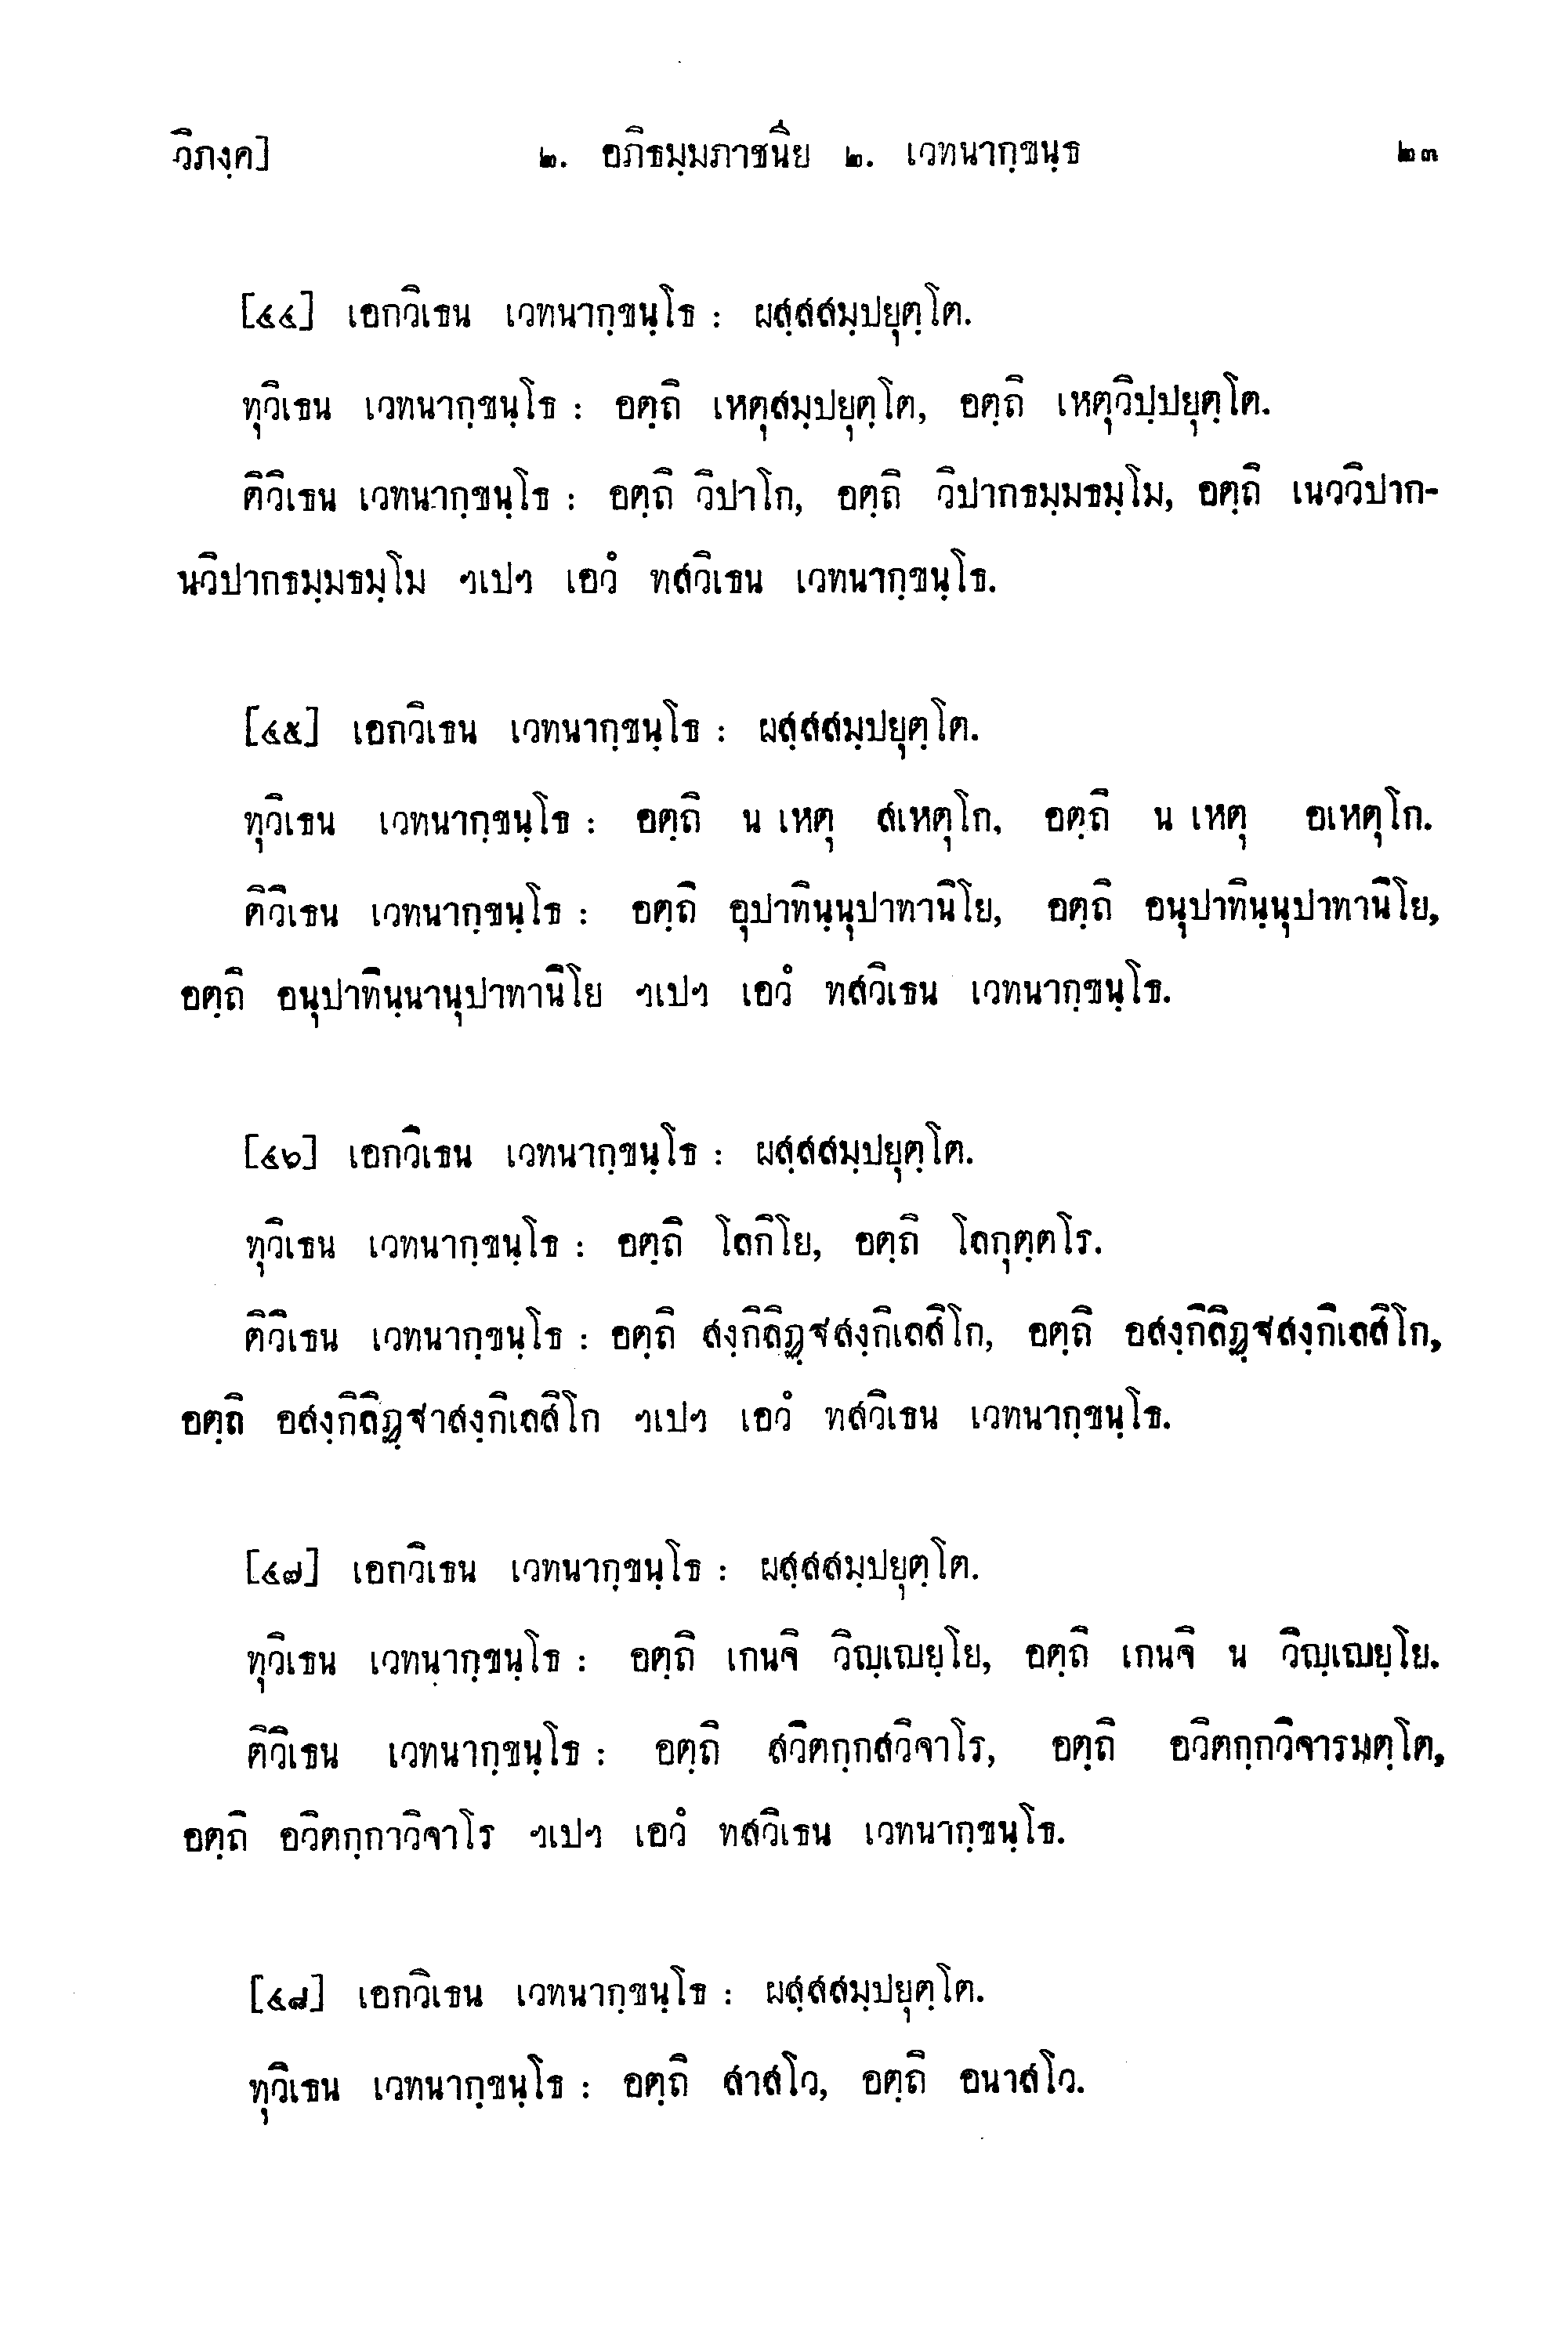 วิภงฺค]
๒. อภิธมฺมภาชนีย ๒. เวทนากฺขนฺธ
๒๓
[๔๔] เอกวิเธน เวทนากฺขนฺโธ : ผสฺสสมฺปยุตฺโต.
ทุวิเธน เวทนากฺขนฺโธ : อตฺถิ เหตุสมฺปยุตฺโต, อตฺถิ เหตุวิปฺปยุตฺโต.
ติวิเธน เวทนากฺขนฺโธ : อตฺถิ วิปาโก, อตฺถิ วิปากธมฺมธมฺโม, อตฺถิ เนววิปาก-
นวิปากธมฺมธมฺโม ฯเปฯ เอวํ ทสวิเธน เวทนากฺขนฺโธ.
[๔๕] เอกวิเธน เวทนากฺขนฺโธ : ผสฺสสมฺปยุตฺโต.
ทุวิเธน เวทนากฺขนฺโธ : อตฺถิ น เหตุ สเหตุโก, อตฺถิ น เหตุ อเหตุโก.
ติวิเธน เวทนากฺขนฺโธ : อตฺถิ อุปาทินฺนุปาทานิโย, อตฺถิ อนุปาทินฺนุปาทานิโย,
อตฺถิ อนุปาทินฺนานุปาทานิโย ฯเปฯ เอวํ ทสวิเธน เวทนากฺขนฺโธ.
[๔๖] เอกวิเธน เวทนากฺขนฺโธ : ผสฺสสมฺปยุตฺโต.
ทุวิเธน เวทนากฺขนฺโธ : อตฺถิ โลกิโย, อตฺถิ โลกุตฺตโร.
ติวิเธน เวทนากฺขนฺโธ : อตฺถิ สงฺกิลิฏฺฐสงฺกิเลสิโก, อตฺถิ อสงฺกิลิฏฺฐสงฺกิเลสิโก,
อตฺถิ อสงฺกิลิฏฺฐาสงฺกิเลสิโก ฯเปฯ เอวํ ทสวิเธน เวทนากฺขนฺโธ.
[๔๗] เอกวิเธน เวทนากฺขนฺโธ : ผสฺสสมฺปยุตฺโต.
ทุวิเธน เวทนากฺขนฺโธ : อตฺถิ เกนจิ วิญฺเญยฺโย, อตฺถิ เกนจิ น วิญฺเญยฺโย.
ติวิเธน เวทนากฺขนฺโธ : อตฺถิ สวิตกฺกสวิจาโร, อตฺถิ อวิตกฺกวิจารมตฺโต,
อตฺถิ อวิตกฺกาวิจาโร ฯเปฯ เอวํ ทสวิเธน เวทนากฺขนฺโธ.
[๔๘] เอกวิเธน เวทนากฺขนฺโธ : ผสฺสสมฺปยุตฺโต.
ทุวิเธน เวทนากฺขนฺโธ : อตฺถิ สาสโว, อตฺถิ อนาสโว.